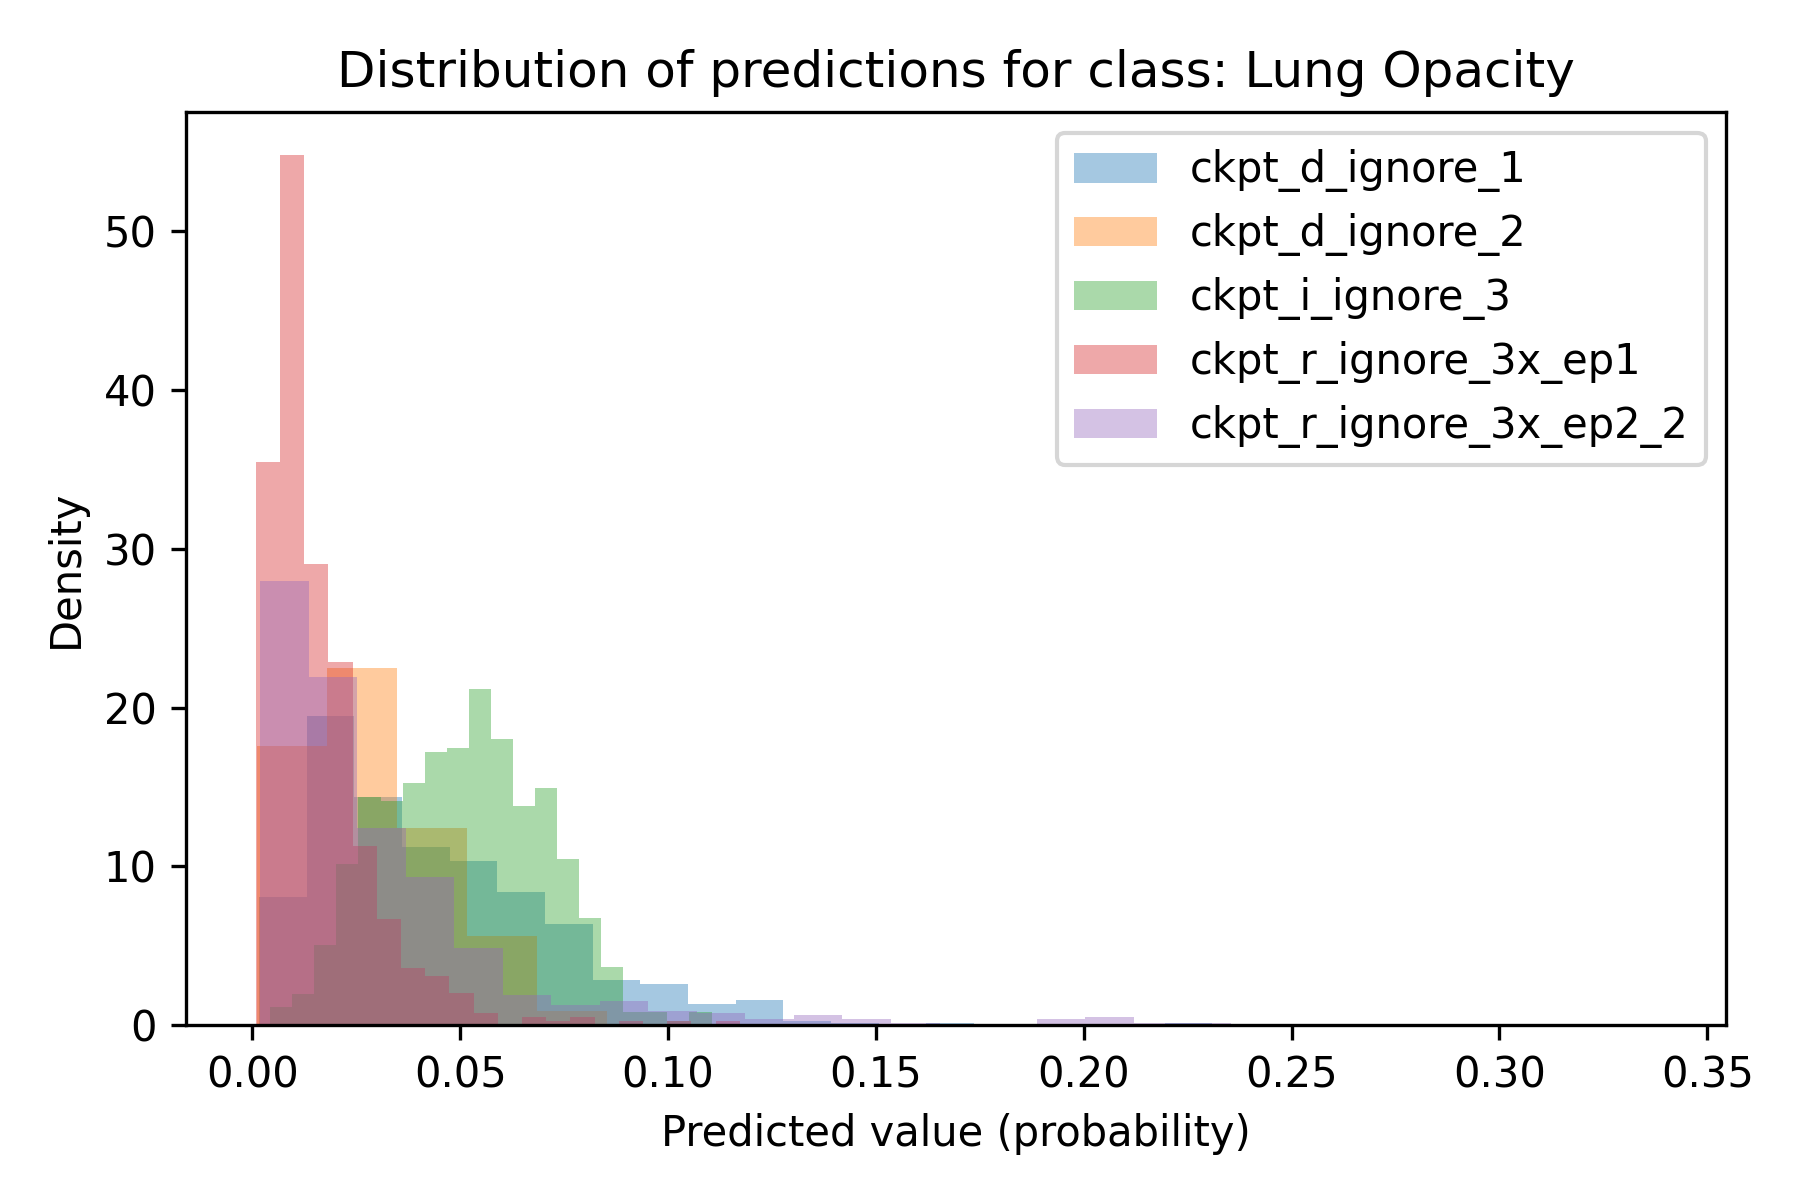 Distribution of predictions for class: Lung Opacity
ckpt_d_ignore_1
ckpt_d_ignore_2
ckpt_i_ignore_3
ckpt_r_ignore_3x_ep1
ckpt_r_ignore_3x_ep2_2
Density
50
40
30
20
10
0
0.00 0.05 0.10 0.15 0.20 0.25 0.30 0.35
Predicted value (probability)